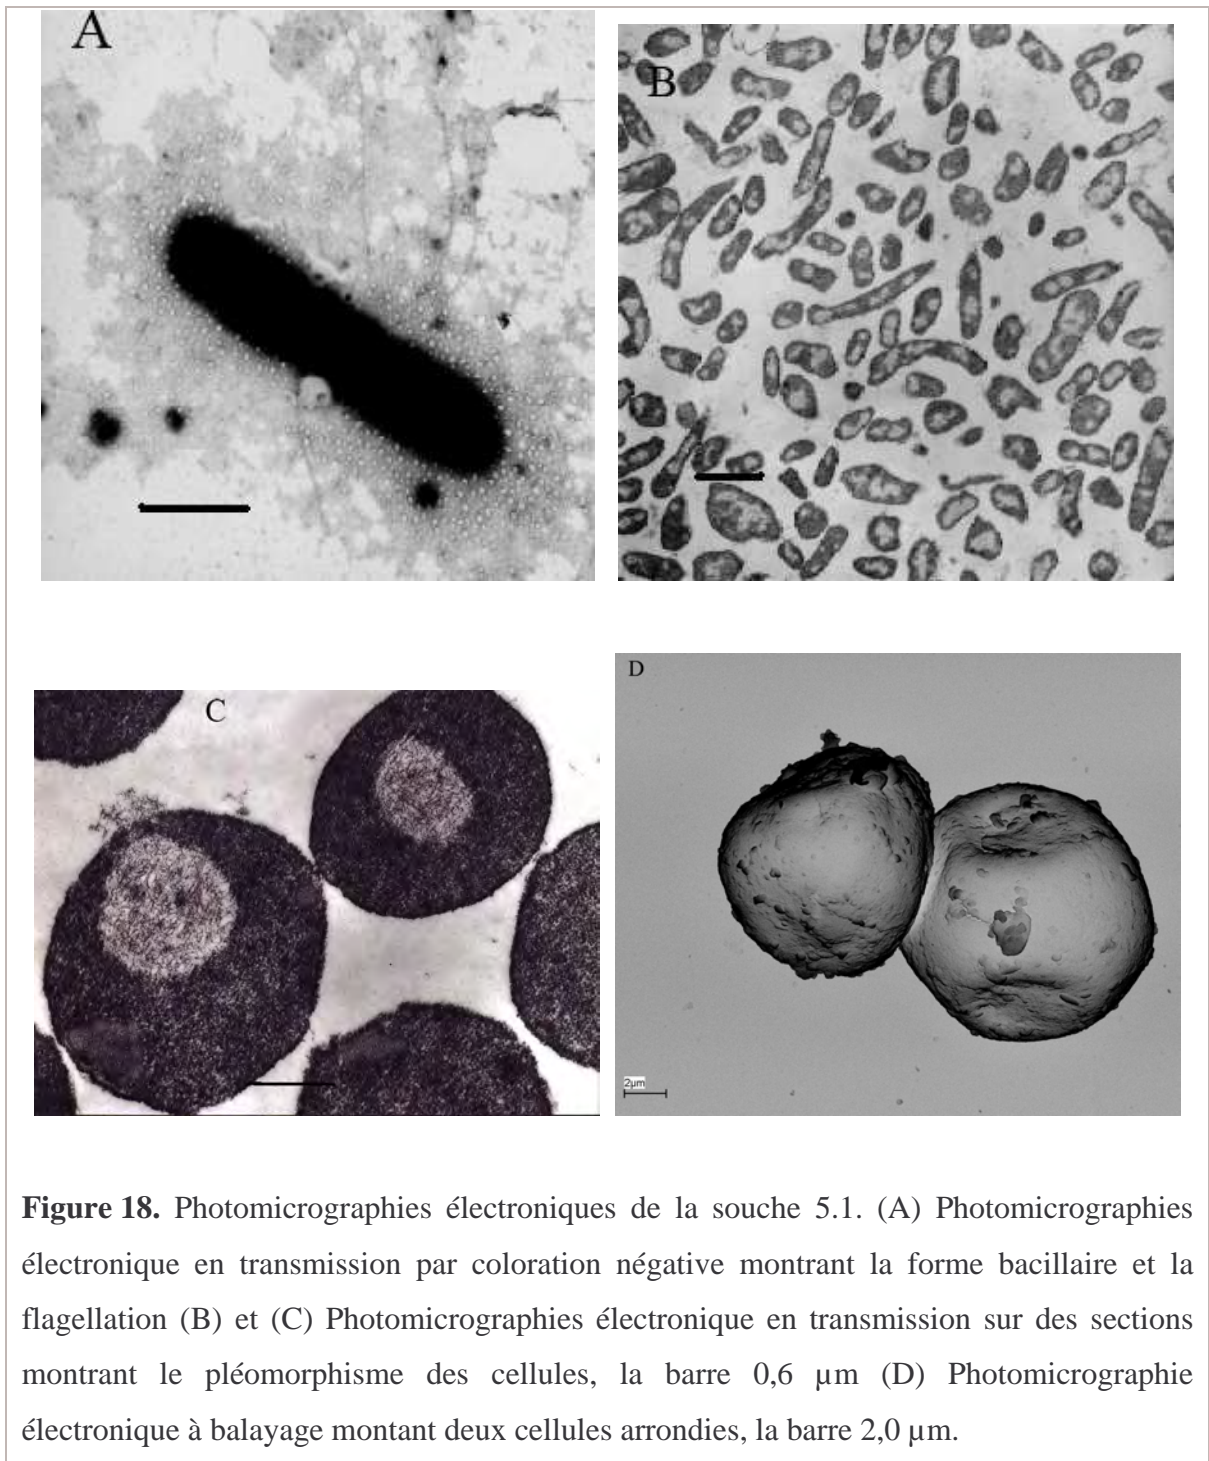 A
B
C
D
2µm
Figure 18. Photomicrographies électroniques de la souche 5.1. (A) Photomicrographies
électronique en transmission par coloration négative montrant la forme bacillaire et la
flagellation (B) et (C) Photomicrographies électronique en transmission sur des sections
montrant le pléomorphisme des cellules, la barre 0,6 µm (D) Photomicrographie
électronique à balayage montant deux cellules arrondies, la barre 2,0 µm.